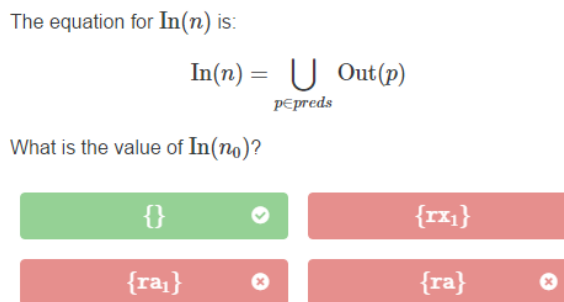 The equation for In(n) is:
In(n) = ⋃ Out(p)
p∈preds
What is the value of In(n₀)?
{} {rx₁}
{ra₁} {ra}